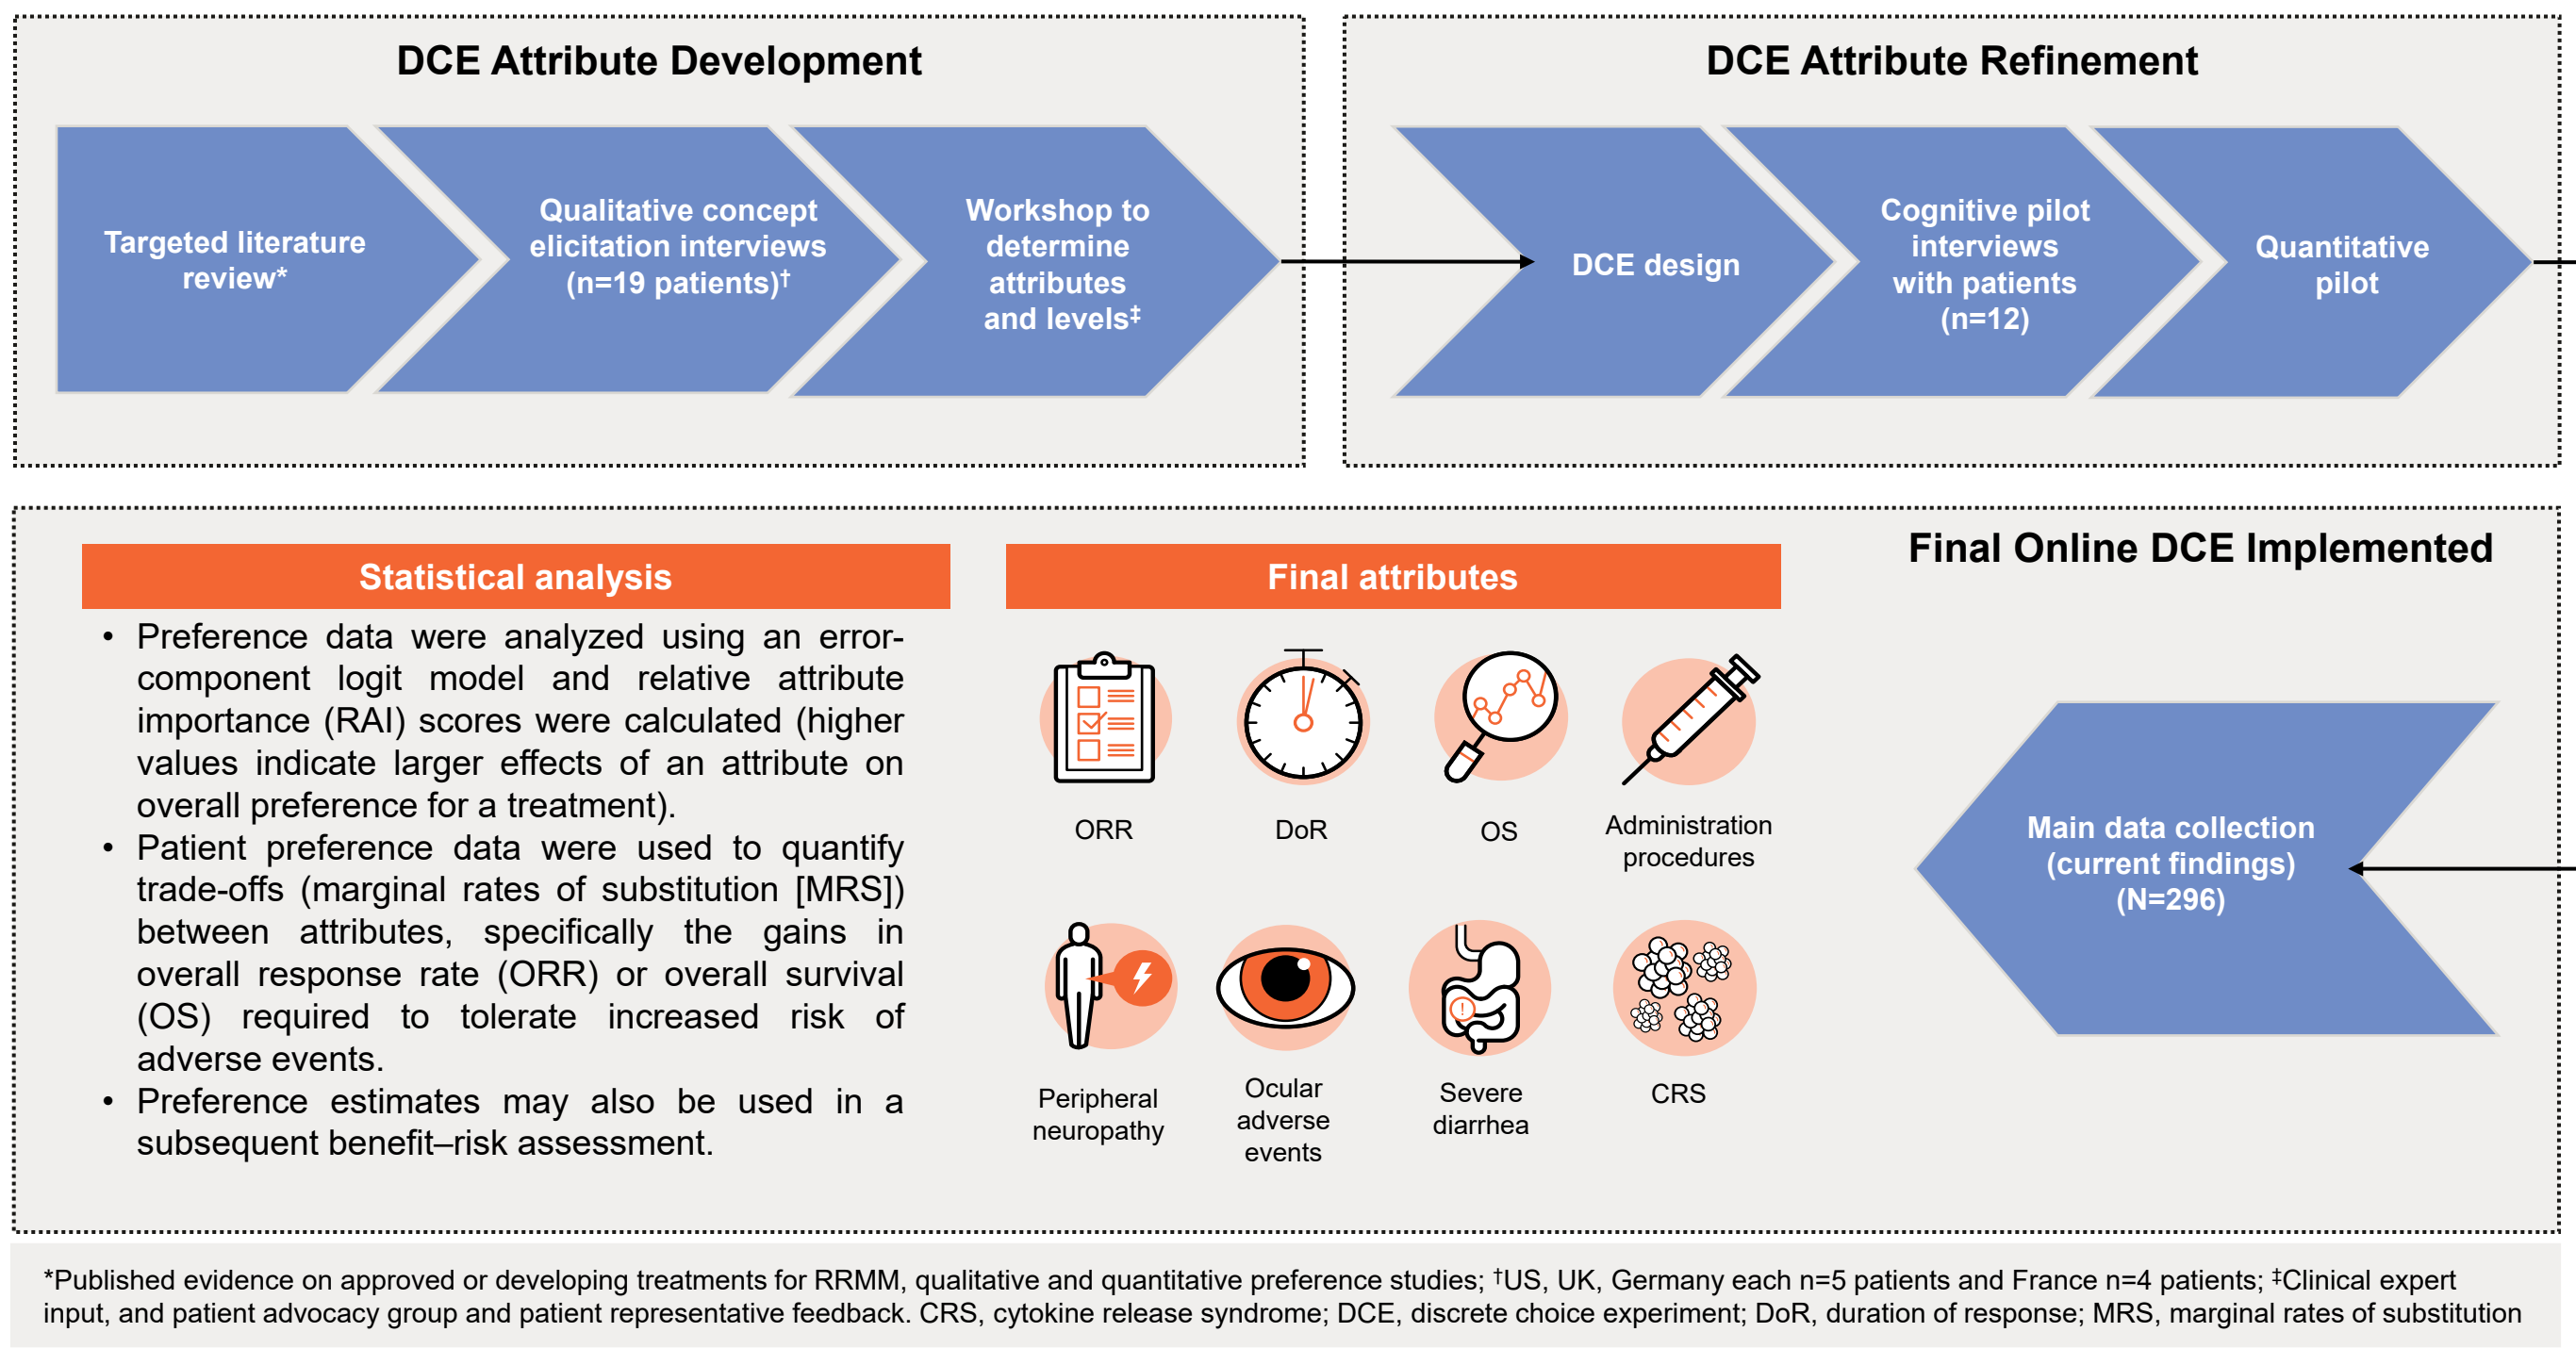 DCE Attribute Development
Targeted literature
review*
Qualitative concept
elicitation interviews
(n=19 patients)†
Workshop to
determine
attributes
and levels‡
DCE Attribute Refinement
DCE design
Cognitive pilot
interviews
with patients
(n=12)
Quantitative
pilot
Final Online DCE Implemented
Main data collection
(current findings)
(N=296)
Final attributes
ORR
DoR
OS
Administration
procedures
Peripheral
neuropathy
Ocular
adverse
events
Severe
diarrhea
CRS
Statistical analysis
• Preference data were analyzed using an error-
component logit model and relative attribute
importance (RAI) scores were calculated (higher
values indicate larger effects of an attribute on
overall preference for a treatment).
• Patient preference data were used to quantify
trade-offs (marginal rates of substitution [MRS])
between attributes, specifically the gains in
overall response rate (ORR) or overall survival
(OS) required to tolerate increased risk of
adverse events.
• Preference estimates may also be used in a
subsequent benefit–risk assessment.
*Published evidence on approved or developing treatments for RRMM, qualitative and quantitative preference studies; †US, UK, Germany each n=5 patients and France n=4 patients; ‡Clinical expert
input, and patient advocacy group and patient representative feedback. CRS, cytokine release syndrome; DCE, discrete choice experiment; DoR, duration of response; MRS, marginal rates of substitution